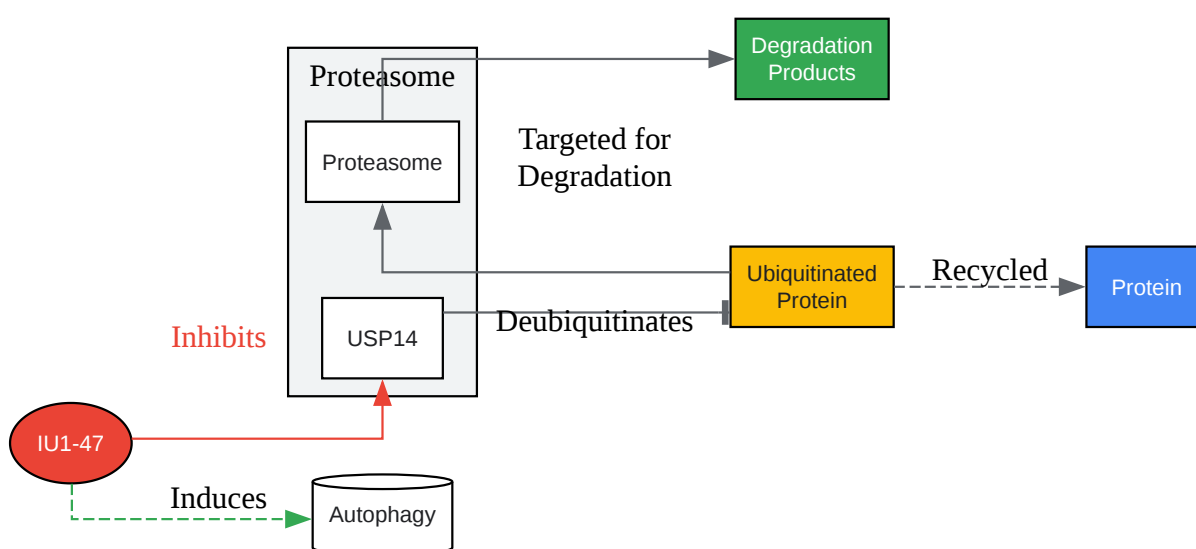 Degradation
Products
Proteasome
Proteasome
Targeted for
Degradation
Ubiquitinated
Protein
Recycled
Protein
Deubiquitinates
USP14
Inhibits
IU1-47
Induces
Autophagy